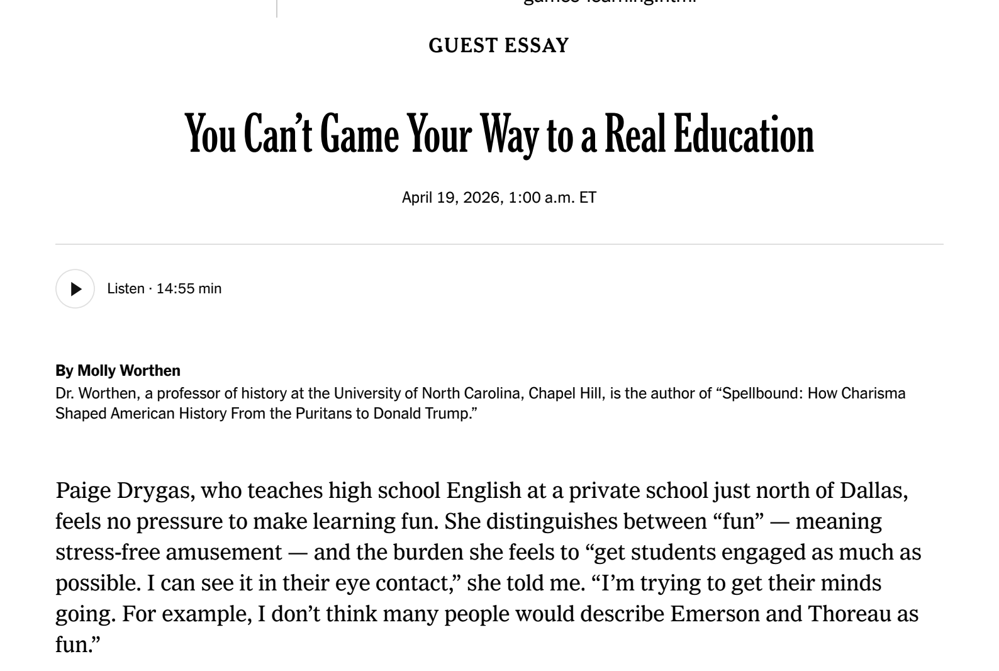 games-learning.html
GUEST ESSAY
You Can’t Game Your Way to a Real Education
April 19, 2026, 1:00 a.m. ET
Listen · 14:55 min
By Molly Worthen
Dr. Worthen, a professor of history at the University of North Carolina, Chapel Hill, is the author of “Spellbound: How Charisma
Shaped American History From the Puritans to Donald Trump.”
Paige Drygas, who teaches high school English at a private school just north of Dallas,
feels no pressure to make learning fun. She distinguishes between “fun” — meaning
stress-free amusement — and the burden she feels to “get students engaged as much as
possible. I can see it in their eye contact,” she told me. “I’m trying to get their minds
going. For example, I don’t think many people would describe Emerson and Thoreau as
fun.”